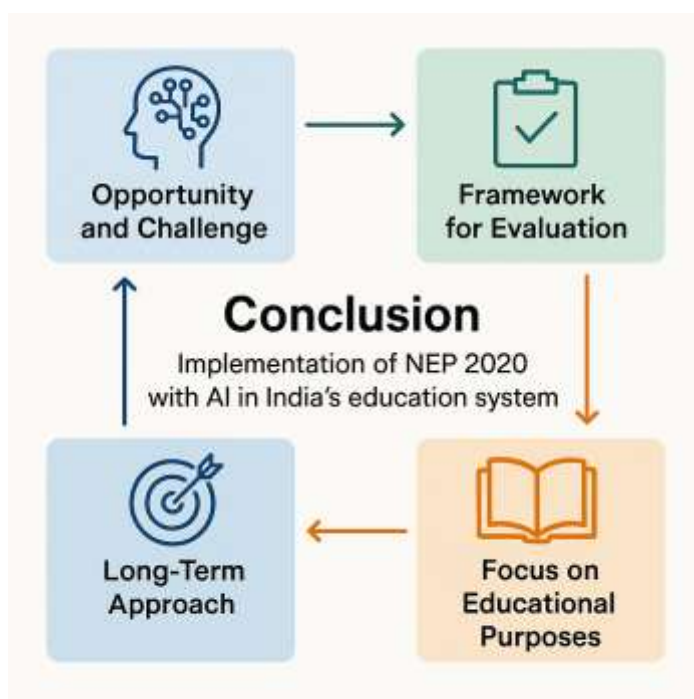 Opportunity
and Challenge
Framework
for Evaluation
Conclusion
Implementation of NEP 2020
with AI in India's education system
Long-Term
Approach
Focus on
Educational
Purposes